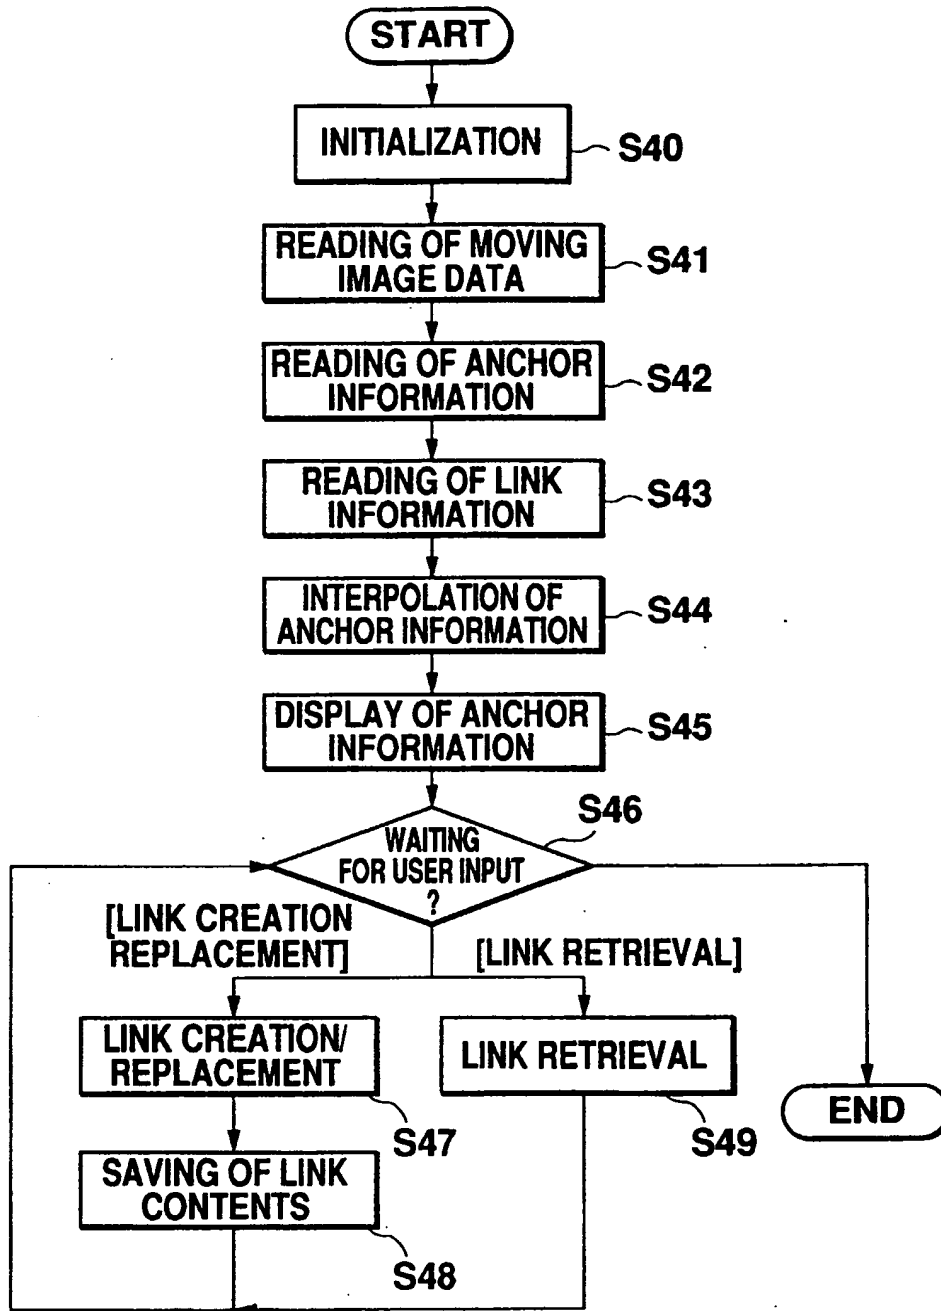 START
INITIALIZATION
S40
READING OF MOVING
IMAGE DATA
S41
READING OF ANCHOR
INFORMATION
S42
READING OF LINK
INFORMATION
S43
INTERPOLATION OF
ANCHOR INFORMATION
S44
DISPLAY OF ANCHOR
INFORMATION
S45
WAITING
FOR USER INPUT
?
S46
[LINK CREATION
REPLACEMENT]
[LINK RETRIEVAL]
LINK CREATION/
REPLACEMENT
S47
LINK RETRIEVAL
S49
END
SAVING OF LINK
CONTENTS
S48